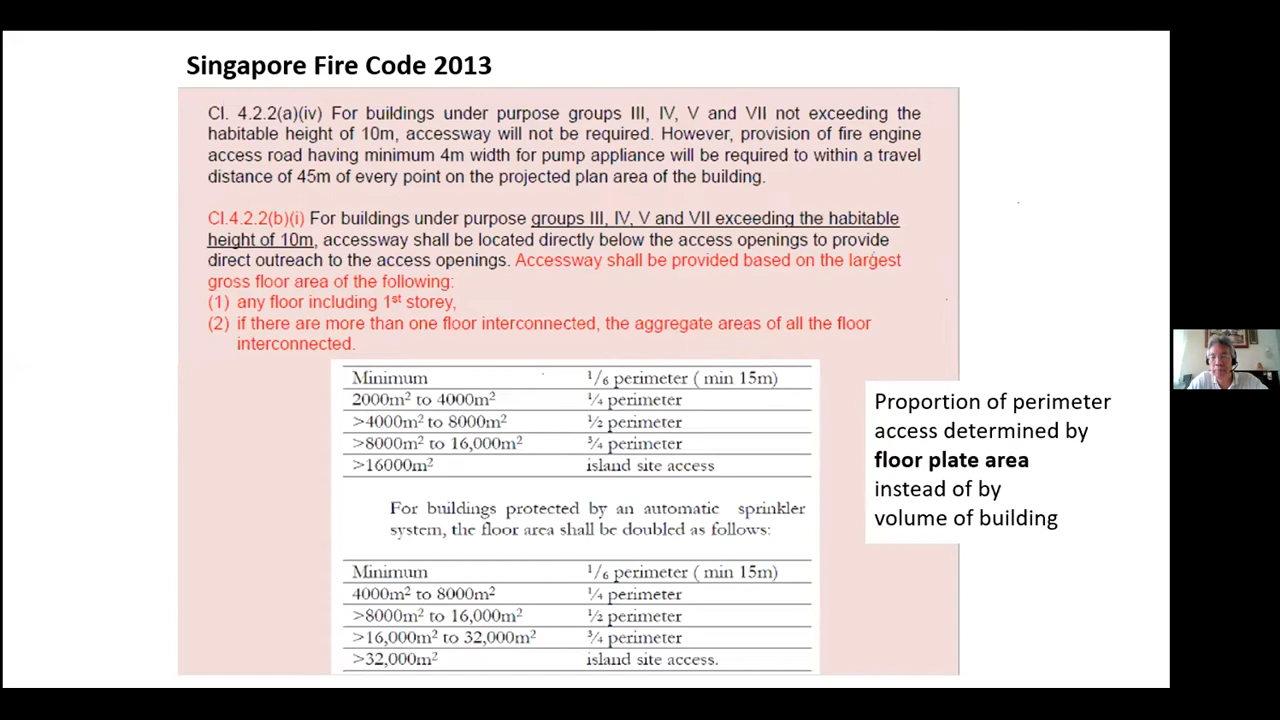 Singapore Fire Code 2013
Cl. 4.2.2(a)(iv) For buildings under purpose groups III, IV, V and VII not exceeding the
habitable height of 10m, accessway will not be required. However, provision of fire engine
access road having minimum 4m width for pump appliance will be required to within a travel
distance of 45m of every point on the projected plan area of the building.
Cl.4.2.2(b)(i) For buildings under purpose groups III, IV, V and VII exceeding the habitable
height of 10m, accessway shall be located directly below the access openings to provide
direct outreach to the access openings. Accessway shall be provided based on the largest
gross floor area of the following:
(1) any floor including 1st storey,
(2) if there are more than one floor interconnected, the aggregate areas of all the floor
interconnected.
Minimum 1/6 perimeter ( min 15m)
2000m² to 4000m² ¼ perimeter
>4000m² to 8000m² ½ perimeter
>8000m² to 16,000m² ¾ perimeter
>16000m² island site access
For buildings protected by an automatic sprinkler
system, the floor area shall be doubled as follows:
Minimum 1/6 perimeter ( min 15m)
4000m² to 8000m² ¼ perimeter
>8000m² to 16,000m² ½ perimeter
>16,000m² to 32,000m² ¾ perimeter
>32,000m² island site access.
Proportion of perimeter
access determined by
floor plate area
instead of by
volume of building